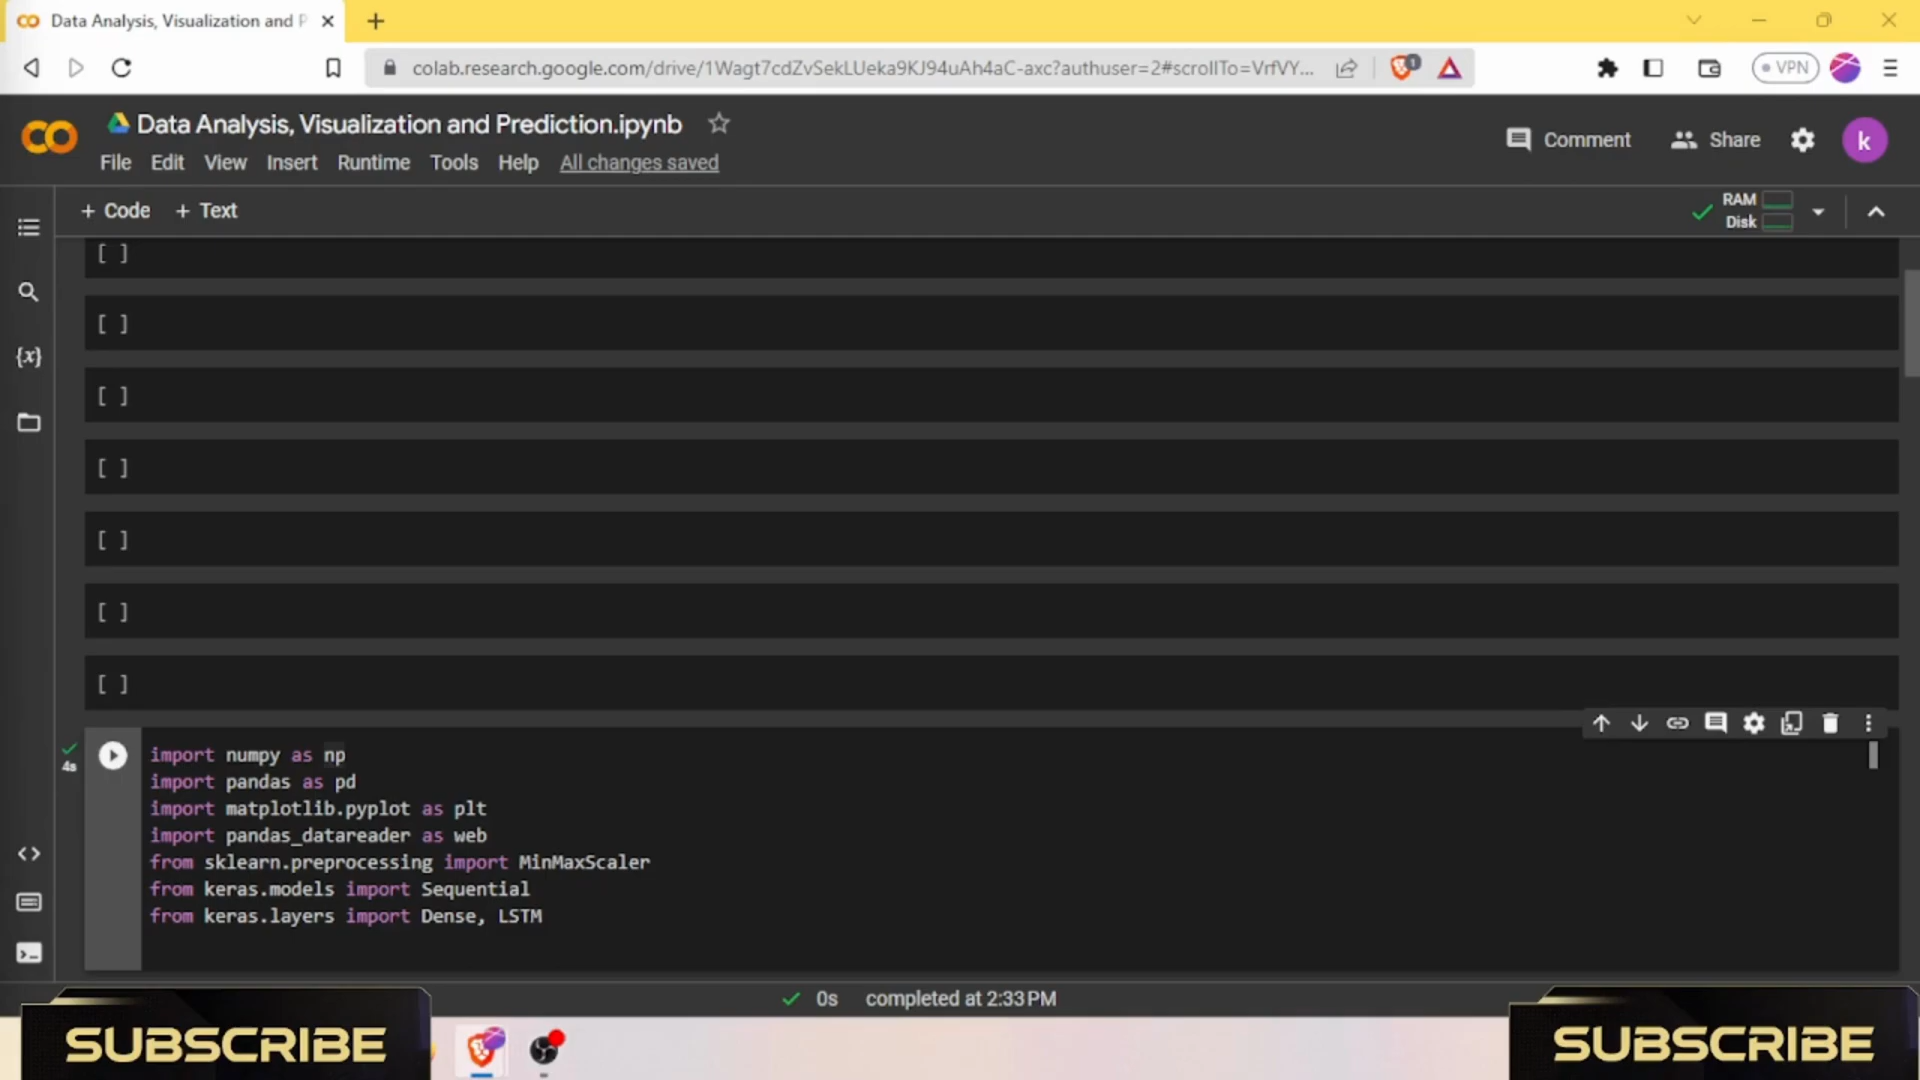 Data Analysis, Visualization and P
colab.research.google.com/drive/1Wagt7cdZvSekLUeka9KJ94uAh4aC-axc?authuser=2#scrollTo=VrfVY...
1
VPN
Data Analysis, Visualization and Prediction.ipynb
Comment
Share
k
File Edit View Insert Runtime Tools Help All changes saved
+ Code + Text
RAM
Disk
[ ]
{x}
[ ]
[ ]
[ ]
[ ]
[ ]
[ ]
4s
import numpy as np
import pandas as pd
import matplotlib.pyplot as plt
import pandas_datareader as web
from sklearn.preprocessing import MinMaxScaler
from keras.models import Sequential
from keras.layers import Dense, LSTM
0s completed at 2:33 PM
SUBSCRIBE
SUBSCRIBE